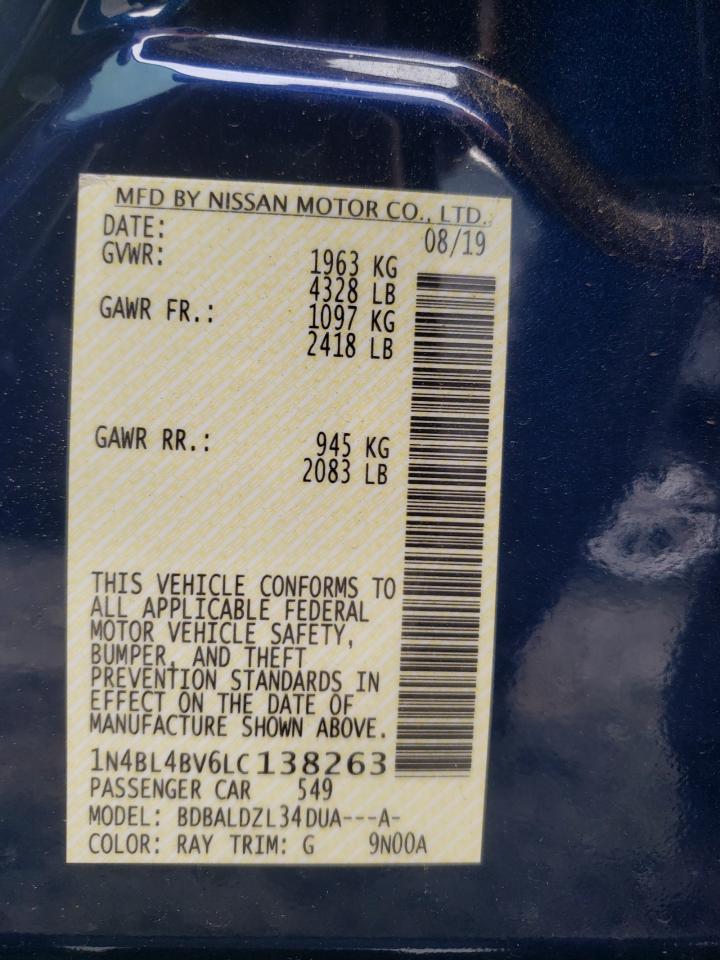 MFD BY NISSAN MOTOR CO., LTD.
DATE: 08/19
GVWR: 1963 KG
4328 LB
GAWR FR.: 1097 KG
2418 LB
GAWR RR.: 945 KG
2083 LB
THIS VEHICLE CONFORMS TO
ALL APPLICABLE FEDERAL
MOTOR VEHICLE SAFETY,
BUMPER, AND THEFT
PREVENTION STANDARDS IN
EFFECT ON THE DATE OF
MANUFACTURE SHOWN ABOVE.
1N4BL4BV6LC138263
PASSENGER CAR 549
MODEL: BDBALDZL34DUA---A-
COLOR: RAY TRIM: G 9N00A